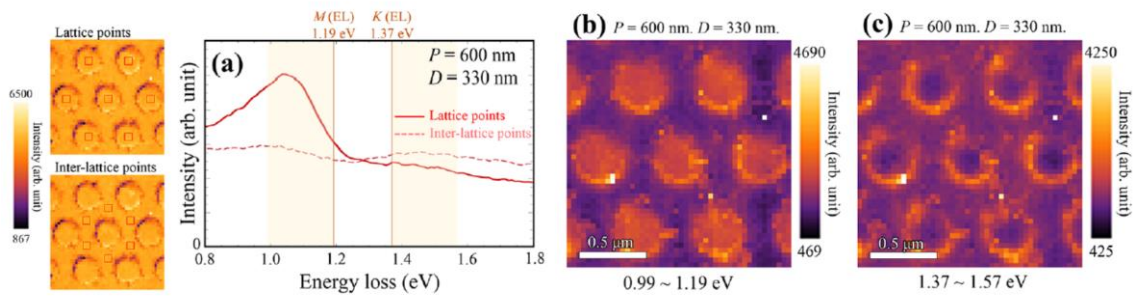 Lattice points
6500
Intensity (arb. unit)
867
Inter-lattice points
M (EL)
1.19 eV
K (EL)
1.37 eV
(a)
P = 600 nm
D = 330 nm
Lattice points
Inter-lattice points
Intensity (arb. unit)
0
0.8 1.0 1.2 1.4 1.6 1.8
Energy loss (eV)
(b) P = 600 nm. D = 330 nm.
4690
Intensity (arb. unit)
469
0.5 μm
0.99 ~ 1.19 eV
(c) P = 600 nm. D = 330 nm.
4250
Intensity (arb. unit)
425
0.5 μm
1.37 ~ 1.57 eV